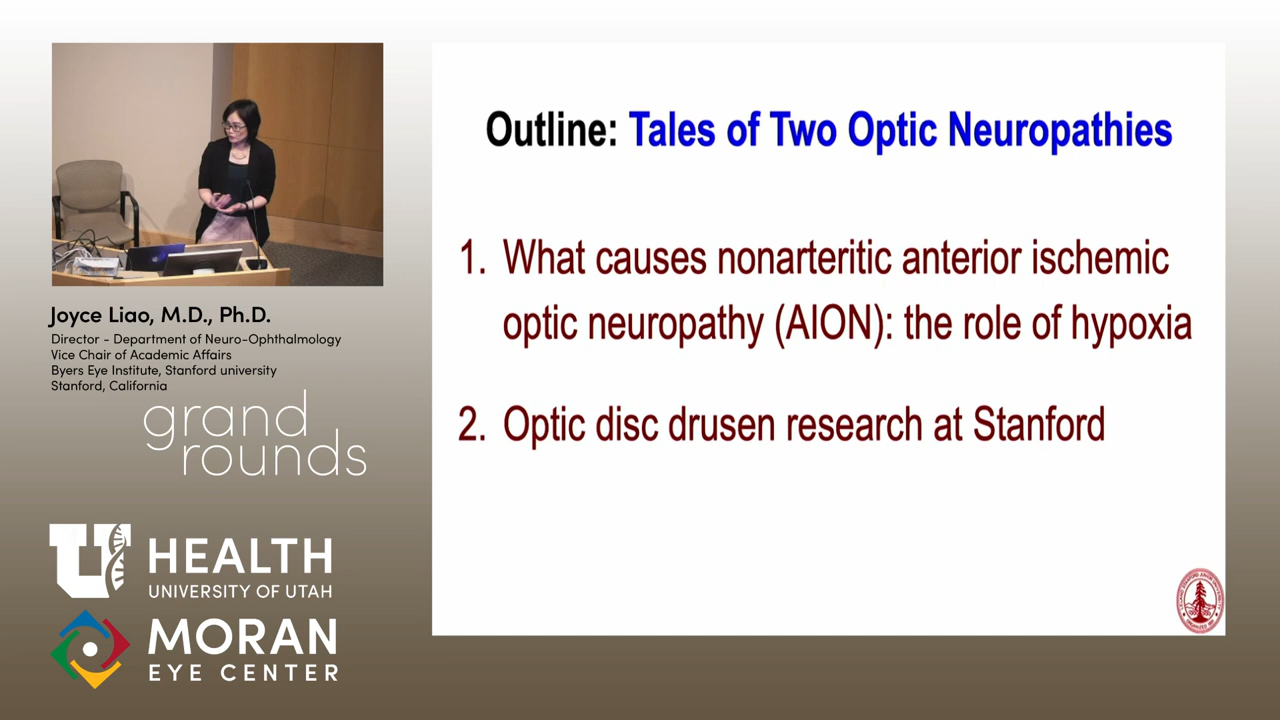 Outline: Tales of Two Optic Neuropathies
1. What causes nonarteritic anterior ischemic
optic neuropathy (AION): the role of hypoxia
2. Optic disc drusen research at Stanford
Joyce Liao, M.D., Ph.D.
Director - Department of Neuro-Ophthalmology
Vice Chair of Academic Affairs
Byers Eye Institute, Stanford university
Stanford, California
grand
rounds
U HEALTH
UNIVERSITY OF UTAH
MORAN
EYE CENTER